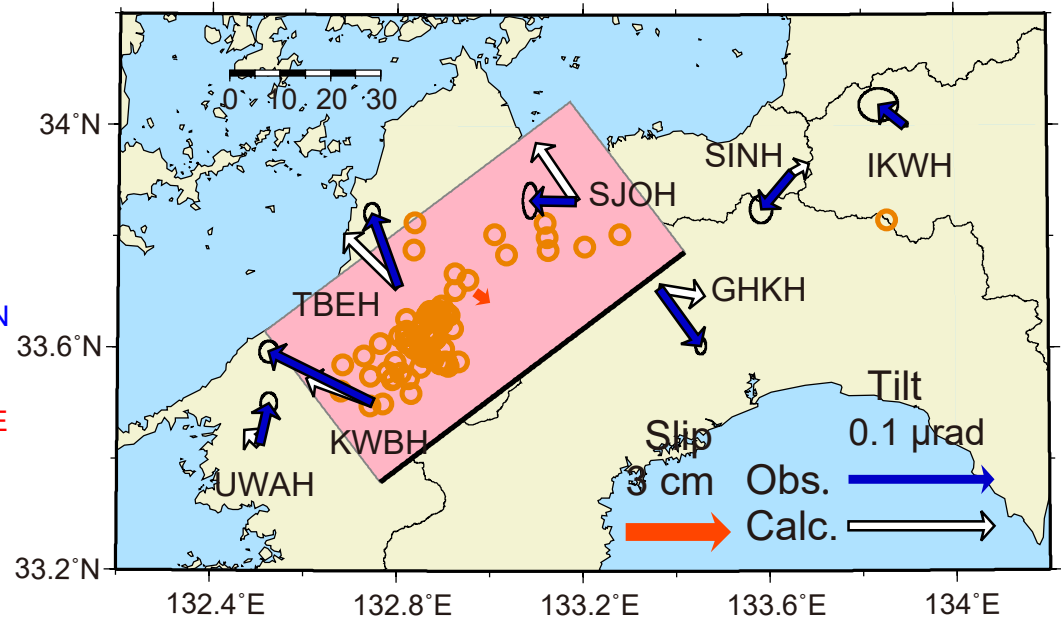 0 10 20 30
34°N
SINH
IKWH
SJOH
TBEH
GHKH
N
33.6°N
Tilt
E
KWBH
Slip
0.1 μrad
UWAH
3 cm
Obs.
Calc.
33.2°N
132.4°E 132.8°E 133.2°E 133.6°E 134°E